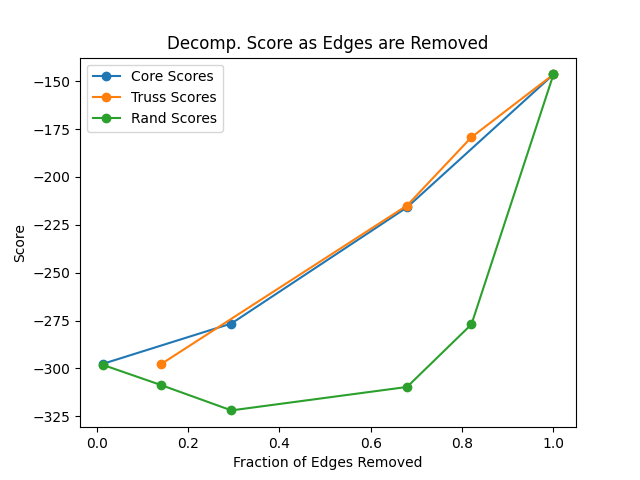 Decomp. Score as Edges are Removed
Core Scores
Truss Scores
Rand Scores
−150
−175
−200
−225
−250
−275
−300
−325
Score
0.0 0.2 0.4 0.6 0.8 1.0
Fraction of Edges Removed